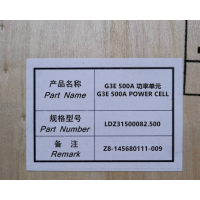 产品名称 G3E 500A 功率单元
Part Name G3E 500A POWER CELL
规格型号
Part Number LDZ31500082.500
备 注
Remark Z8-145680111-009